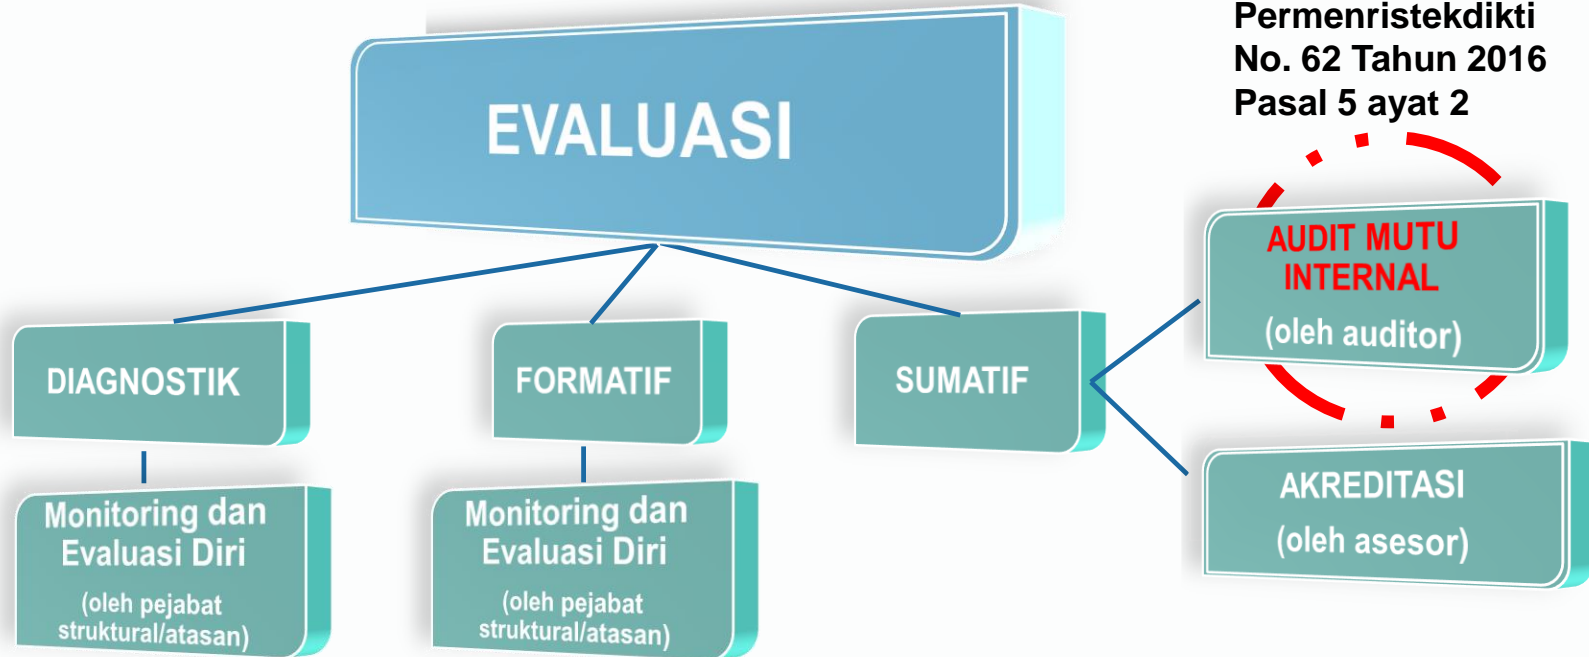 Permenristekdikti
No. 62 Tahun 2016
Pasal 5 ayat 2
EVALUASI
AUDIT MUTU
INTERNAL
(oleh auditor)
DIAGNOSTIK
FORMATIF
SUMATIF
AKREDITASI
(oleh asesor)
Monitoring dan
Evaluasi Diri
(oleh pejabat
struktural/atasan)
Monitoring dan
Evaluasi Diri
(oleh pejabat
struktural/atasan)